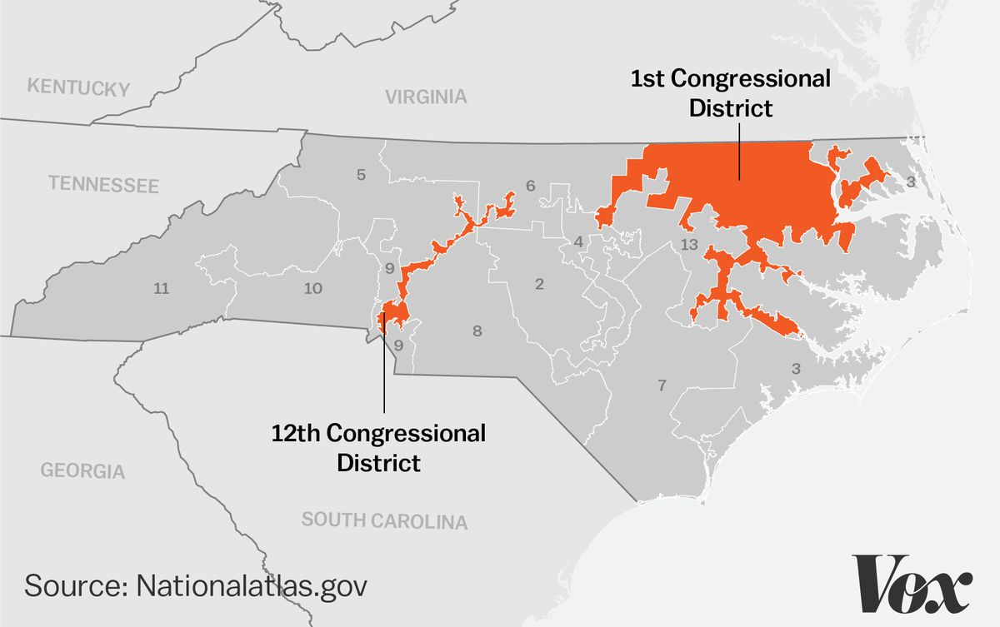 1st Congressional
District
KENTUCKY
VIRGINIA
TENNESSEE
5
6
3
4
13
9
11
10
2
8
9
7
3
12th Congressional
District
GEORGIA
SOUTH CAROLINA
Source: Nationalatlas.gov
Vox